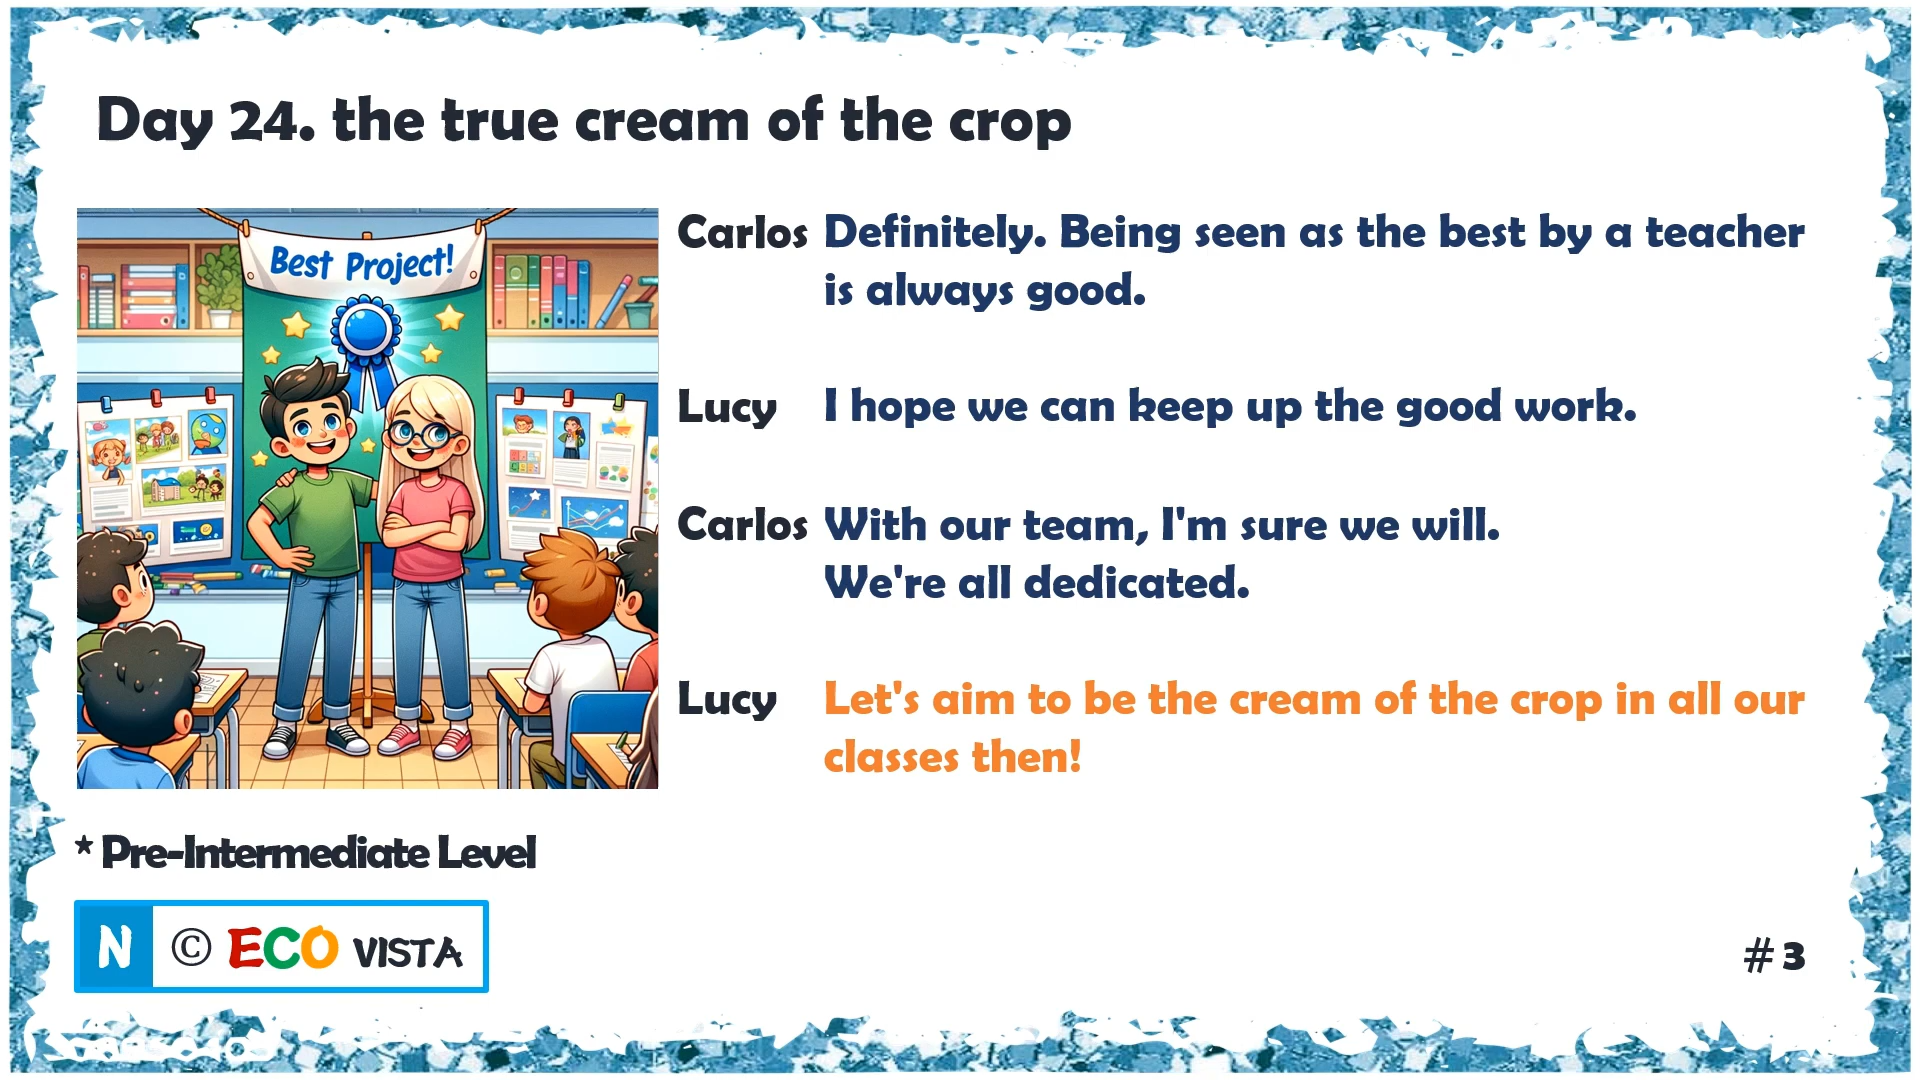 Day 24. the true cream of the crop
Best Project!
Carlos Definitely. Being seen as the best by a teacher
is always good.
Lucy I hope we can keep up the good work.
Carlos With our team, I'm sure we will.
We're all dedicated.
Lucy Let's aim to be the cream of the crop in all our
classes then!
* Pre-Intermediate Level
N © ECO VISTA
# 3